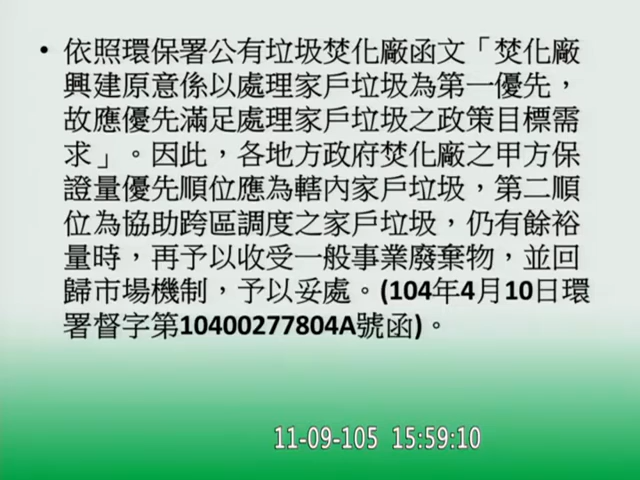 • 依照環保署公有垃圾焚化廠函文「焚化廠
興建原意係以處理家戶垃圾為第一優先，
故應優先滿足處理家戶垃圾之政策目標需
求」。因此，各地方政府焚化廠之甲方保
證量優先順位應為轄內家戶垃圾，第二順
位為協助跨區調度之家戶垃圾，仍有餘裕
量時，再予以收受一般事業廢棄物，並回
歸市場機制，予以妥處。(104年4月10日環
署督字第10400277804A號函)。
11-09-105 15:59:10